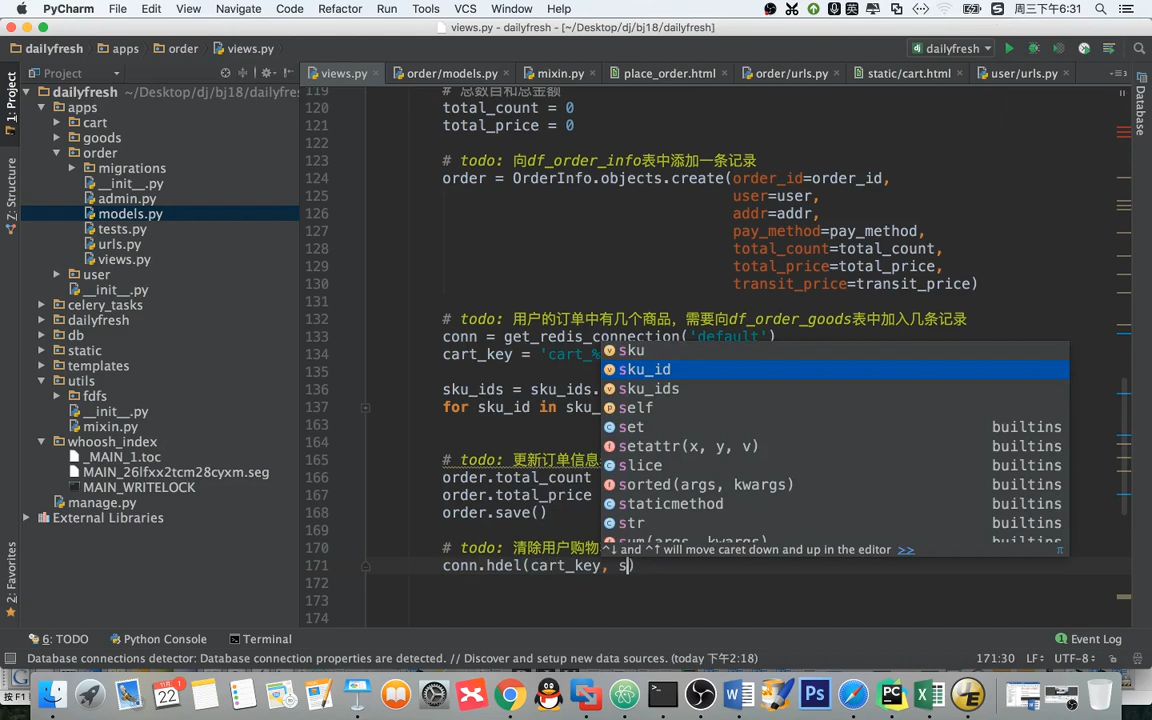 PyCharm File Edit View Navigate Code Refactor Run Tools VCS Window Help 周三下午6:31
views.py - dailyfresh - [~/Desktop/dj/bj18/dailyfresh]
dailyfresh apps order views.py dailyfresh
Project views.py order/models.py mixin.py place_order.html order/urls.py static/cart.html user/urls.py
1: Project
Z: Structure
2: Favorites
Database
dailyfresh ~/Desktop/dj/bj18/dailyfre
apps
cart
goods
order
migrations
__init__.py
admin.py
models.py
tests.py
urls.py
views.py
user
__init__.py
celery_tasks
dailyfresh
db
static
templates
utils
fdfs
__init__.py
mixin.py
whoosh_index
_MAIN_1.toc
MAIN_26lfxx2tcm28cyxm.seg
MAIN_WRITELOCK
manage.py
External Libraries
119 # 总数目和总金额
120 total_count = 0
121 total_price = 0
122
123 # todo: 向df_order_info表中添加一条记录
124 order = OrderInfo.objects.create(order_id=order_id,
125 user=user,
126 addr=addr,
127 pay_method=pay_method,
128 total_count=total_count,
129 total_price=total_price,
130 transit_price=transit_price)
131
132 # todo: 用户的订单中有几个商品，需要向df_order_goods表中加入几条记录
133 conn = get_redis_connection('default')
134 cart_key = 'cart_%
135
136 sku_ids = sku_ids.
137 for sku_id in sku_
163
164
165 # todo: 更新订单信息
166 order.total_count
167 order.total_price
168 order.save()
169
170 # todo: 清除用户购物
171 conn.hdel(cart_key, s)
172
173
174
sku
sku_id
sku_ids
self
set builtins
setattr(x, y, v) builtins
slice builtins
sorted(args, kwargs) builtins
staticmethod builtins
str builtins
sum(args, kwargs) builtins
^↓ and ^↑ will move caret down and up in the editor >> π
6: TODO Python Console Terminal 1 Event Log
Database connections detector: Database connection properties are detected. // Discover and setup new data sources. (today 下午2:18) 171:30 LF÷ UTF-8÷